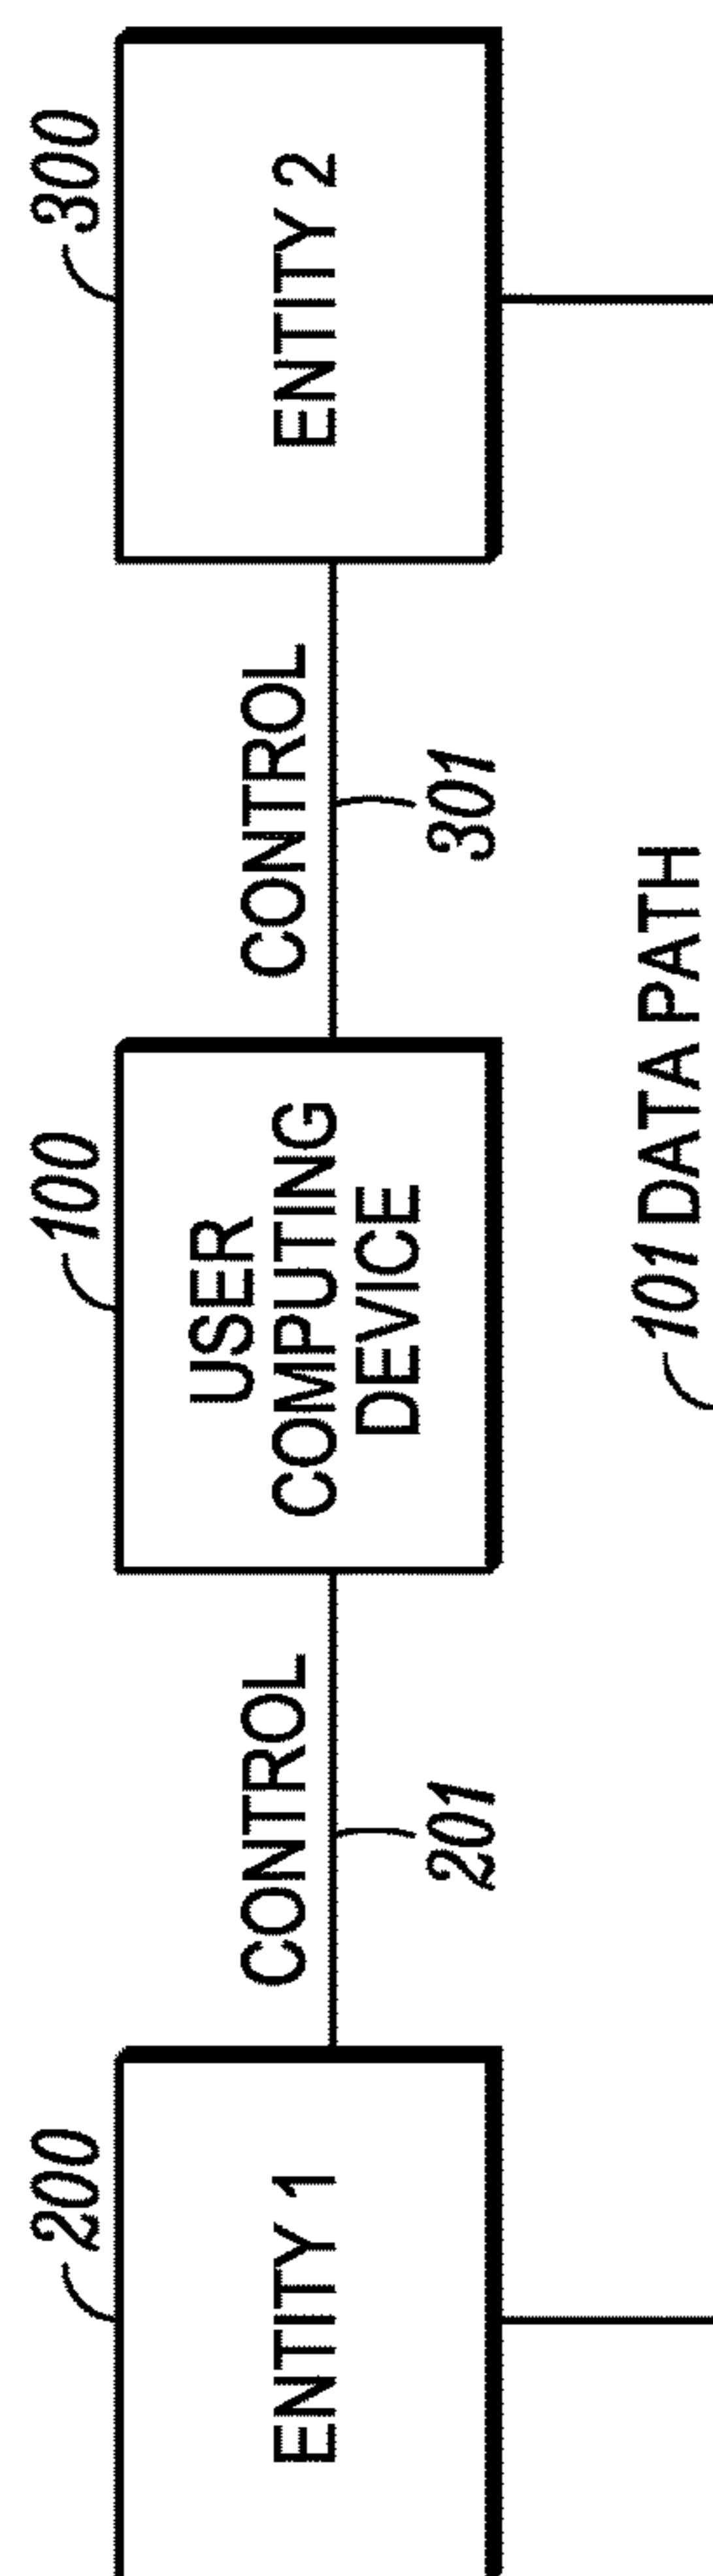 200
100
300
ENTITY 1
CONTROL
USER
COMPUTING
DEVICE
CONTROL
ENTITY 2
201
301
101 DATA PATH